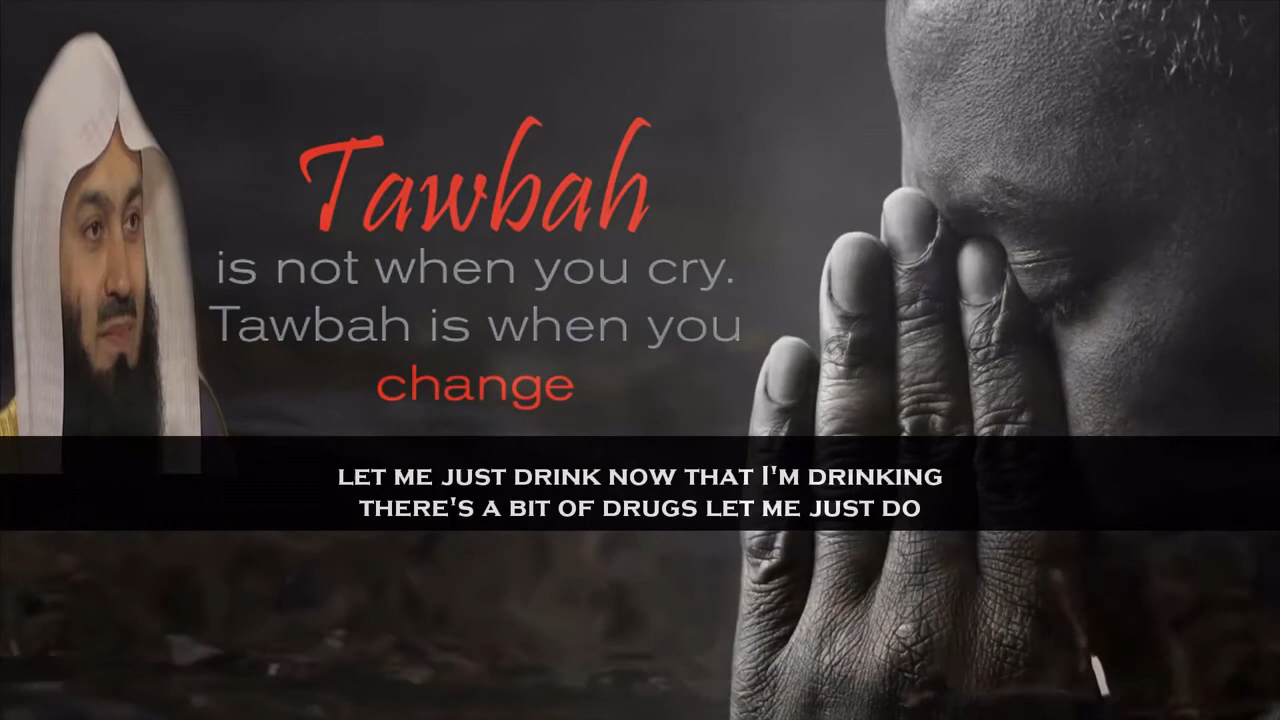 Tawbah
is not when you cry.
Tawbah is when you
change
LET ME JUST DRINK NOW THAT I'M DRINKING
THERE'S A BIT OF DRUGS LET ME JUST DO